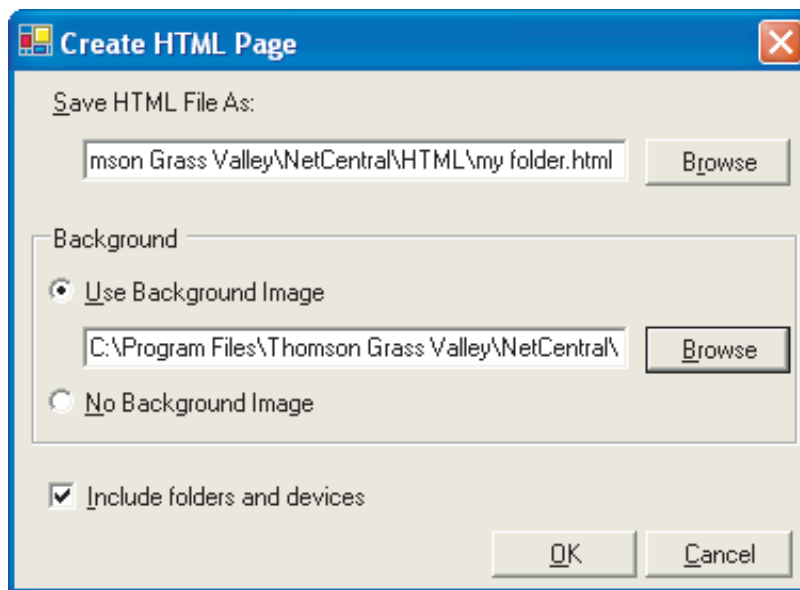 Create HTML Page
Save HTML File As:
mson Grass Valley\NetCentral\HTML\my folder.html
Browse
Background
Use Background Image
C:\Program Files\Thomson Grass Valley\NetCentral\
Browse
No Background Image
Include folders and devices
OK
Cancel